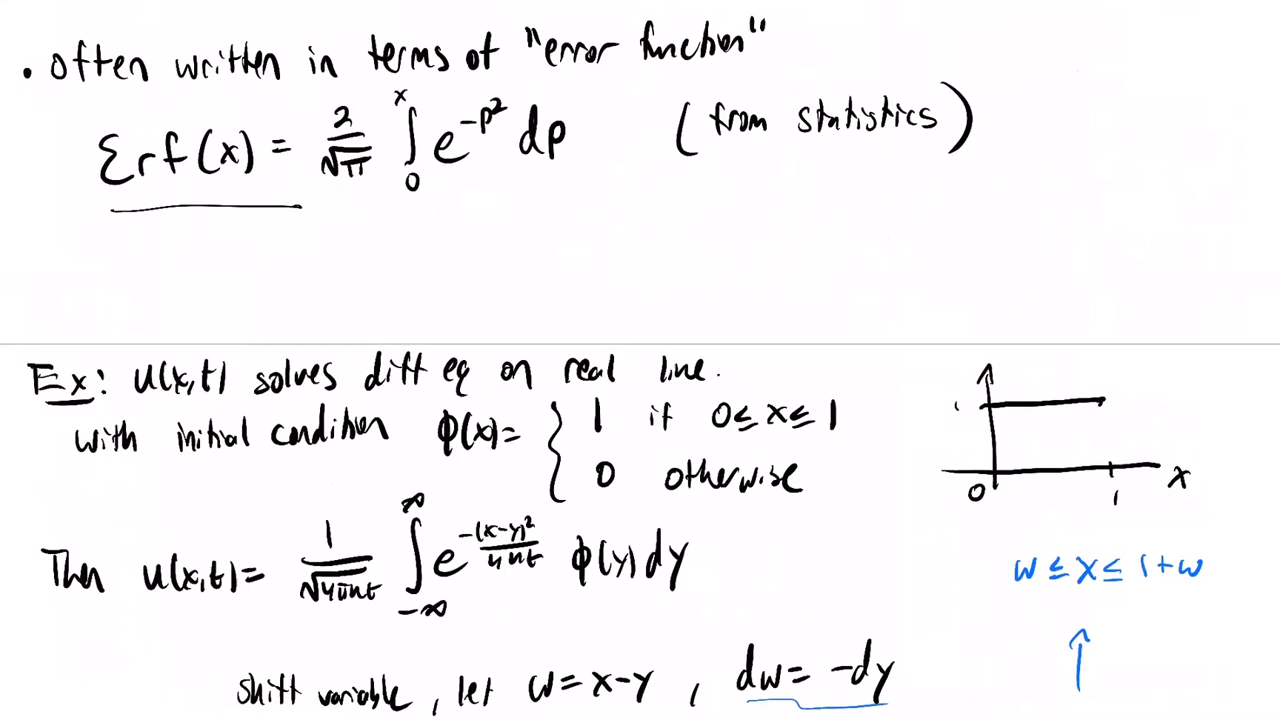 • often written in terms of "error function"
Erf(x) = 2/√π ∫₀ˣ e^(-p²) dp (from statistics)
Ex: u(x,t) solves diff eq on real line.
with initial condition φ(x) = { 1 if 0 ≤ x ≤ 1
0 otherwise
1
0 1 x
Then u(x,t) = 1/√(4πkt) ∫_{-∞}^{∞} e^(-(x-y)²/4kt) φ(y) dy
w ≤ x ≤ 1+w
shift variable, let w = x-y, dw = -dy